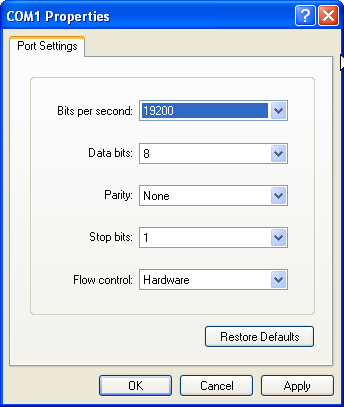 COM1 Properties
Port Settings
Bits per second: 19200
Data bits: 8
Parity: None
Stop bits: 1
Flow control: Hardware
Restore Defaults
OK Cancel Apply